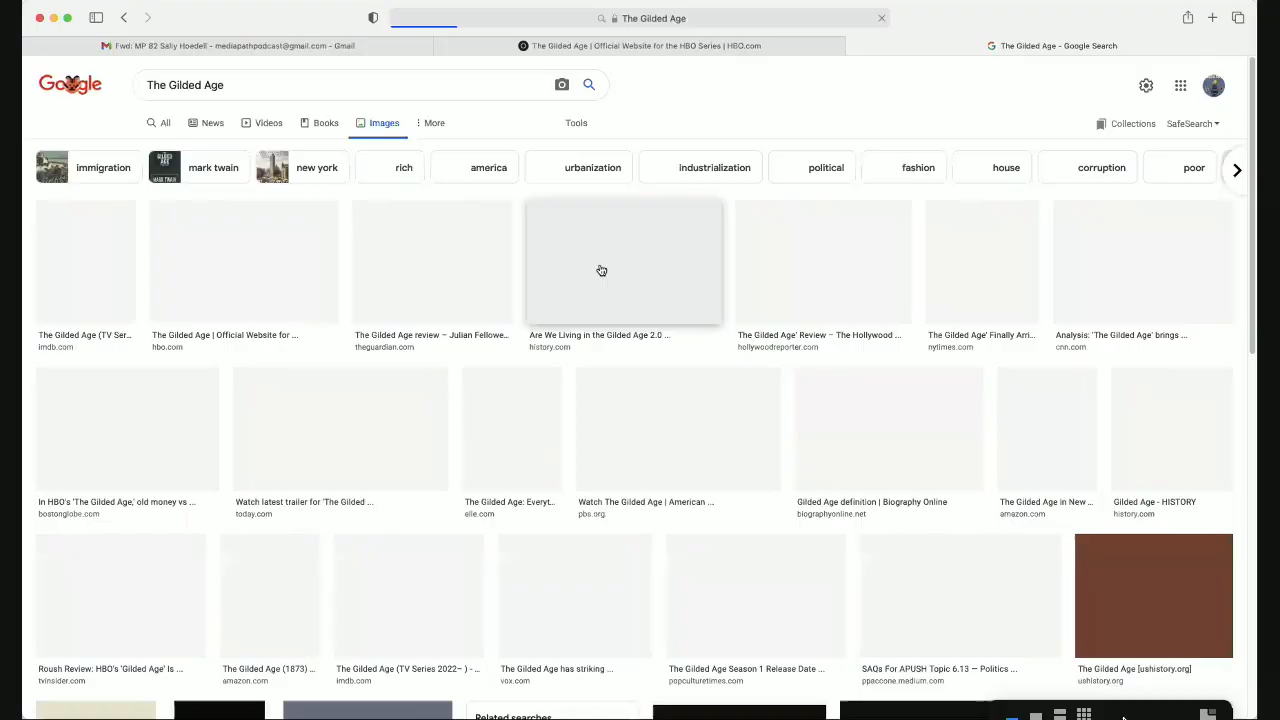 The Gilded Age
Fwd: MP 82 Sally Hoedell - mediapathpodcast@gmail.com - Gmail
The Gilded Age | Official Website for the HBO Series | HBO.com
The Gilded Age - Google Search
Google
The Gilded Age
All
News
Videos
Books
Images
More
Tools
Collections
SafeSearch
immigration
mark twain
new york
rich
america
urbanization
industrialization
political
fashion
house
corruption
poor
The Gilded Age (TV Ser...
The Gilded Age | Official Website for ...
The Gilded Age review – Julian Fellowe...
Are We Living in the Gilded Age 2.0 ...
The Gilded Age' Review – The Hollywood ...
The Gilded Age' Finally Arri...
Analysis: 'The Gilded Age' brings ...
imdb.com
hbo.com
theguardian.com
history.com
hollywoodreporter.com
nytimes.com
cnn.com
In HBO's 'The Gilded Age,' old money vs ...
Watch latest trailer for 'The Gilded ...
The Gilded Age: Everyt...
Watch The Gilded Age | American ...
Gilded Age definition | Biography Online
The Gilded Age in New ...
Gilded Age - HISTORY
bostonglobe.com
today.com
elle.com
pbs.org
biographyonline.net
amazon.com
history.com
Roush Review: HBO's 'Gilded Age' Is ...
The Gilded Age (1873) ...
The Gilded Age (TV Series 2022– ) - ...
The Gilded Age has striking ...
The Gilded Age Season 1 Release Date ...
SAQs For APUSH Topic 6.13 — Politics ...
The Gilded Age [ushistory.org]
tvinsider.com
amazon.com
imdb.com
vox.com
popculturetimes.com
ppaccone.medium.com
ushistory.org
Related searches